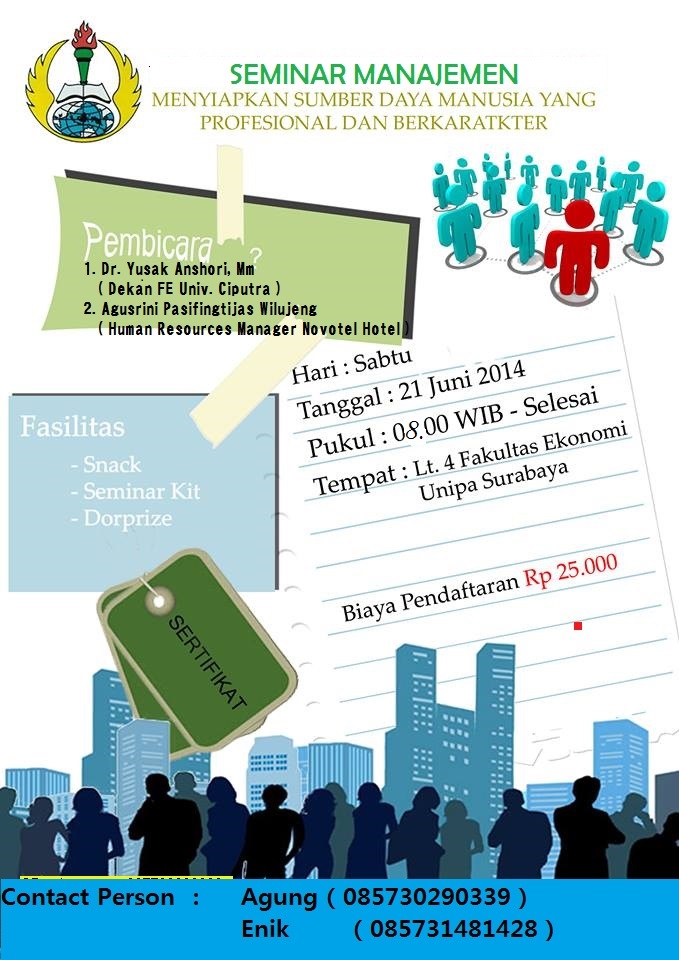 SEMINAR MANAJEMEN
MENYIAPKAN SUMBER DAYA MANUSIA YANG
PROFESIONAL DAN BERKARATKTER
Pembicara ?
1. Dr. Yusak Anshori, Mm
( Dekan FE Univ. Ciputra )
2. Agusrini Pasifingtijas Wilujeng
( Human Resources Manager Novotel Hotel )
Hari : Sabtu
Tanggal : 21 Juni 2014
Pukul : 08.00 WIB - Selesai
Tempat : Lt. 4 Fakultas Ekonomi
Unipa Surabaya
Biaya Pendaftaran Rp 25.000
Fasilitas
- Snack
- Seminar Kit
- Dorprize
SERTIFIKAT
Contact Person : Agung ( 085730290339 )
Enik ( 085731481428 )